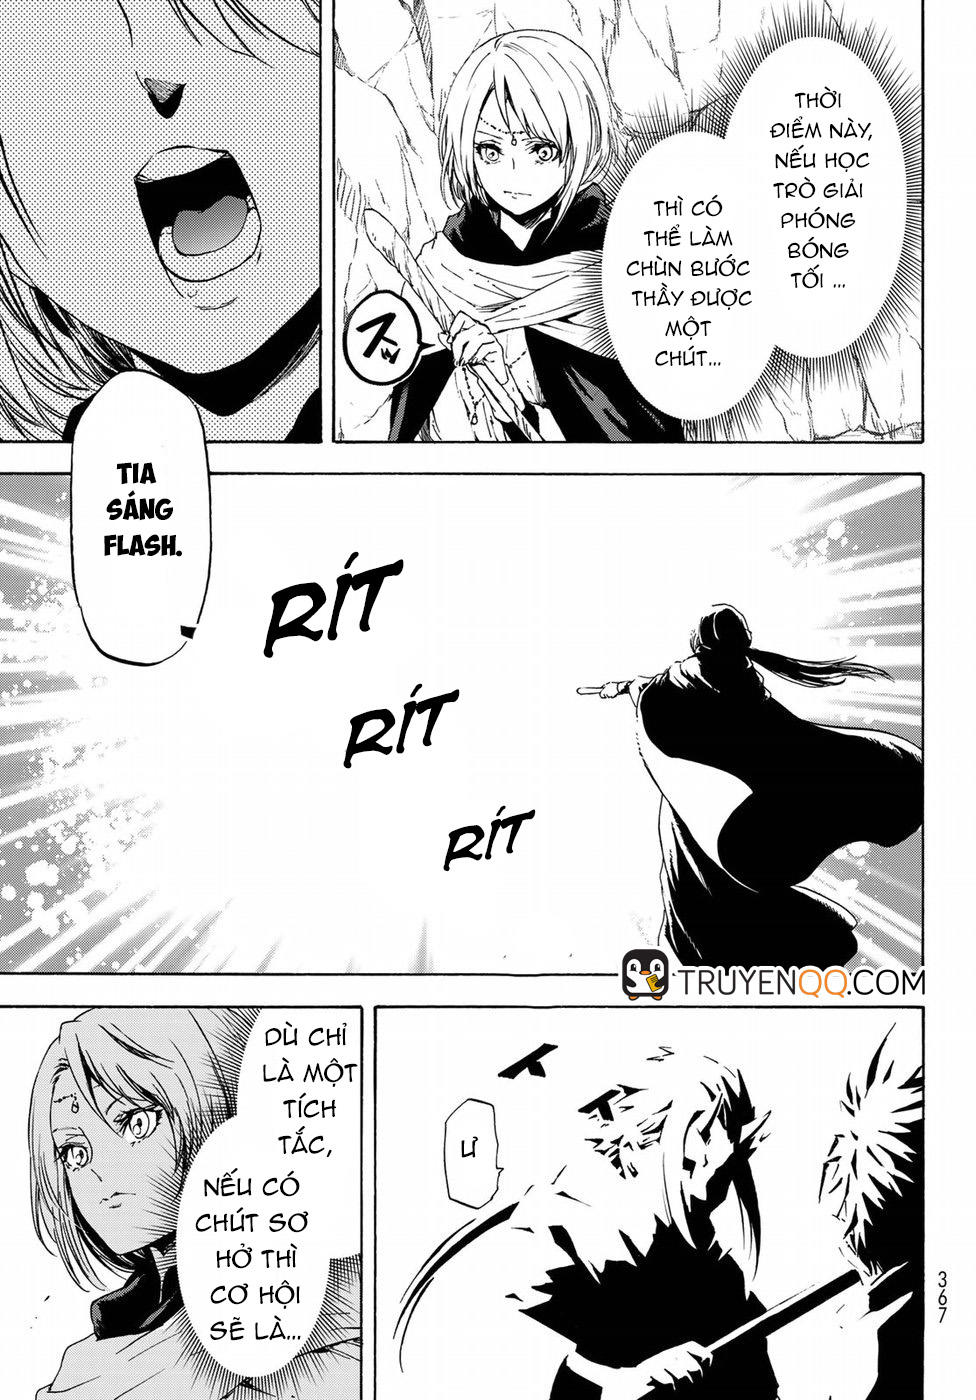 THỜI
ĐIỂM NÀY,
NẾU HỌC
TRÒ GIẢI
PHÓNG
BÓNG
TỐI ...
THÌ CÓ
THỂ LÀM
CHÙN BƯỚC
THẦY ĐƯỢC
MỘT
CHÚT...
スッ
TIA
SÁNG
FLASH.
RÍT
RÍT
RÍT
TRUYENQQ.COM
Ư
DÙ CHỈ
LÀ MỘT
TÍCH
TẮC,
NẾU CÓ
CHÚT SƠ
HỞ THÌ
CƠ HỘI
SẼ LÀ...
367